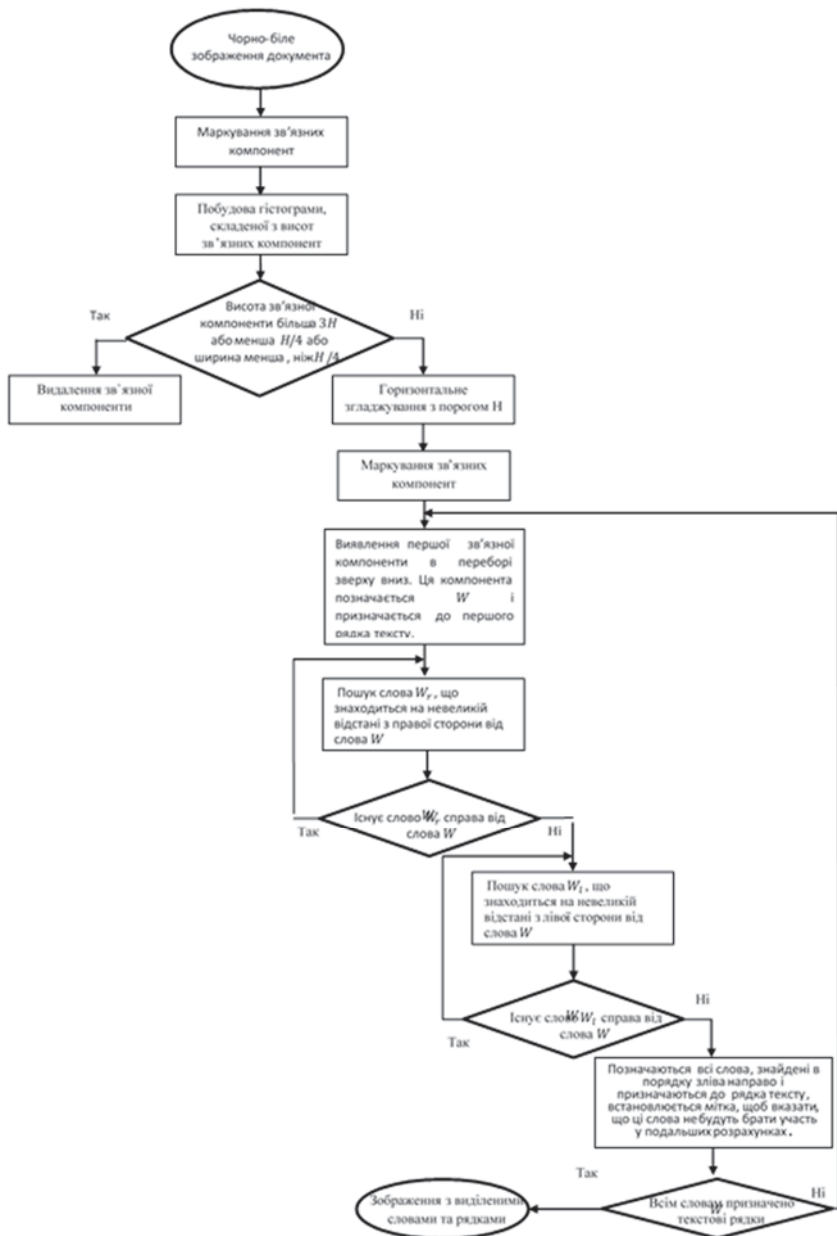 Чорно-біле
зображення документа
Маркування зв’язних
компонент
Побудова гістограми,
складеної з висот
зв’язних компонент
Так
Висота зв’язної
компоненти більша 3H
або менша H/4 або
ширина менша , ніж H/4
Ні
Видалення зв`язної
компоненти
Горизонтальне
згладжування з порогом H
Маркування зв’язних
компонент
Виявлення першої зв’язної
компоненти в переборі
зверху вниз. Ця компонента
позначається W і
призначається до першого
рядка тексту.
Пошук слова Wr, що
знаходиться на невеликій
відстані з правої сторони від
слова W
Так
Існує слово Wr справа від
слова W
Ні
Пошук слова Wl, що
знаходиться на невеликій
відстані з лівої сторони від
слова W
Так
Існує слово Wl справа від
слова W
Ні
Позначаються всі слова, знайдені в
порядку зліва направо і
призначаються до рядка тексту,
встановлюється мітка, щоб вказати,
що ці слова небудуть брати участь
у подальших розрахунках.
Так
Всім словам призначено
W
текстові рядки
Ні
Зображення з виділеними
словами та рядками